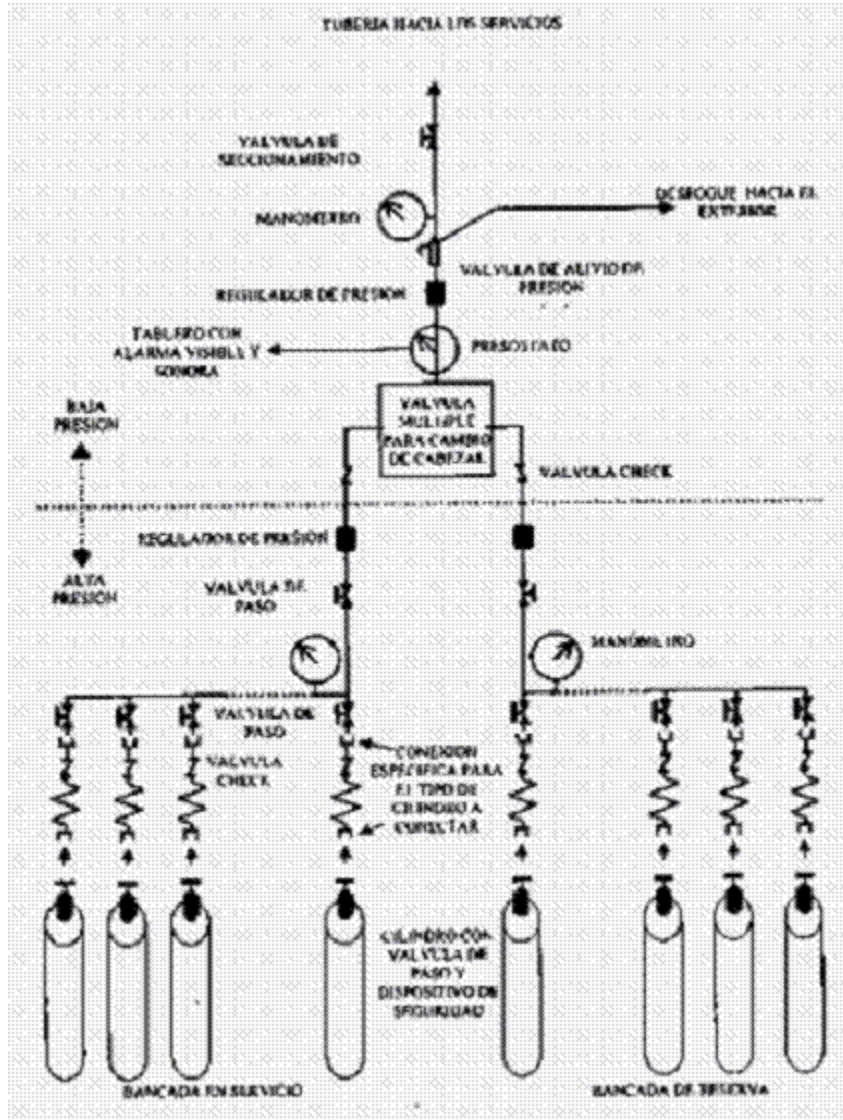 TUBERIA HACIA LOS SERVICIOS
VALVULA DE
SECCIONAMIENTO
MANOMETRO
DESFOGUE HACIA EL
EXTERIOR
VALVULA DE ALIVIO DE
PRESION
REGULADOR DE PRESION
TABLERO CON
ALARMA VISIBLE Y
SONORA
PRESOSTATO
BAJA
PRESION
VALVULA
MULTIPLE
PARA CAMBIO
DE CABEZAL
VALVULA CHECK
REGULADOR DE PRESIÓN
ALTA
PRESION
VALVULA DE
PASO
MANÓMETRO
VALVULA DE
PASO
VALVULA
CHECK
CONEXION
ESPECIFICA PARA
EL TIPO DE
CILINDRO A
CONECTAR
CILINDRO CON
VALVULA DE
PASO Y
DISPOSITIVO DE
SEGURIDAD
BANCADA EN SERVICIO
BANCADA DE RESERVA